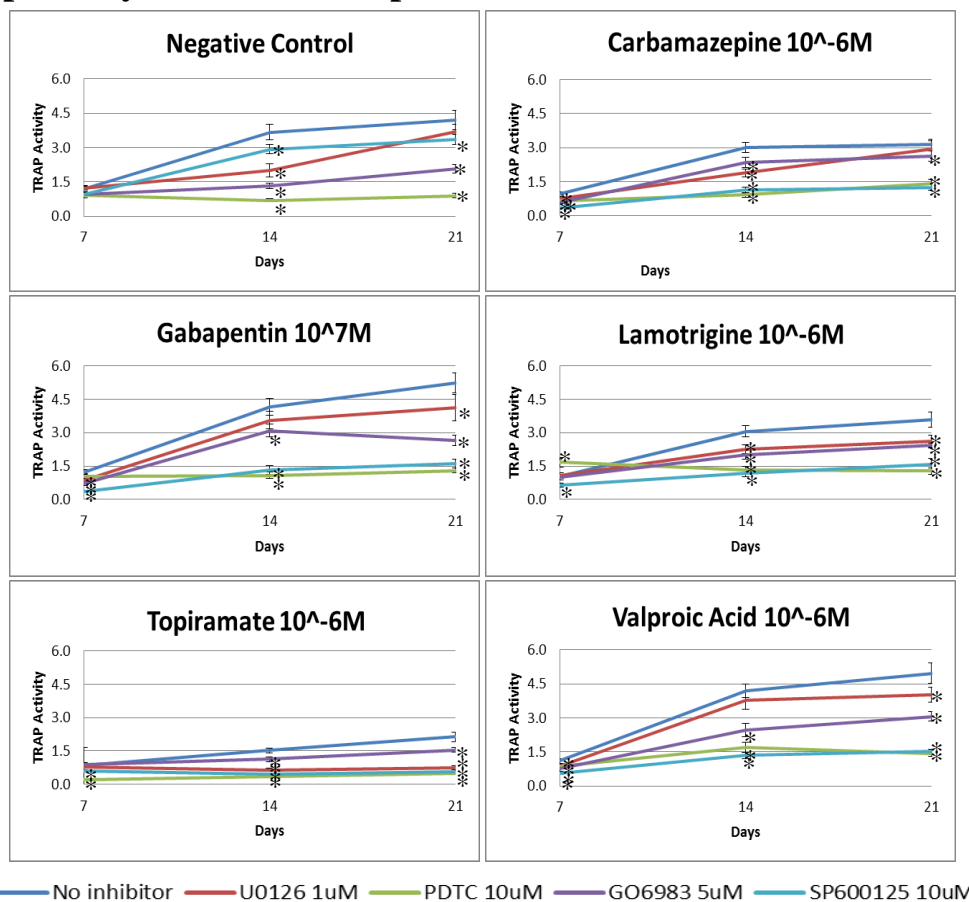 Negative Control
TRAP Activity
6.0
4.5
3.0
1.5
0.0
7 14 21
Days
Carbamazepine 10^-6M
TRAP Activity
6.0
4.5
3.0
1.5
0.0
7 14 21
Days
Gabapentin 10^7M
TRAP Activity
6.0
4.5
3.0
1.5
0.0
7 14 21
Days
Lamotrigine 10^-6M
TRAP Activity
6.0
4.5
3.0
1.5
0.0
7 14 21
Days
Topiramate 10^-6M
TRAP Activity
6.0
4.5
3.0
1.5
0.0
7 14 21
Days
Valproic Acid 10^-6M
TRAP Activity
6.0
4.5
3.0
1.5
0.0
7 14 21
Days
No inhibitor U0126 1uM PDTC 10uM GO6983 5uM SP600125 10uM